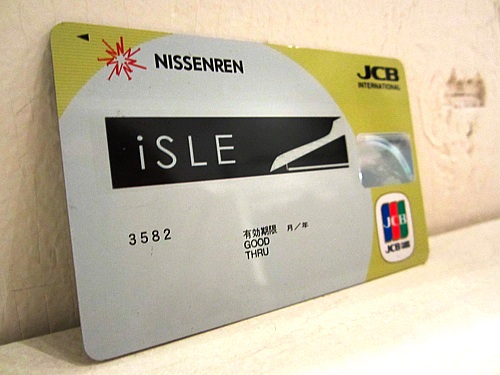 NISSENREN
JCB
INTERNATIONAL
iSLE
3582
有効期限 月/年
GOOD
THRU
JCB